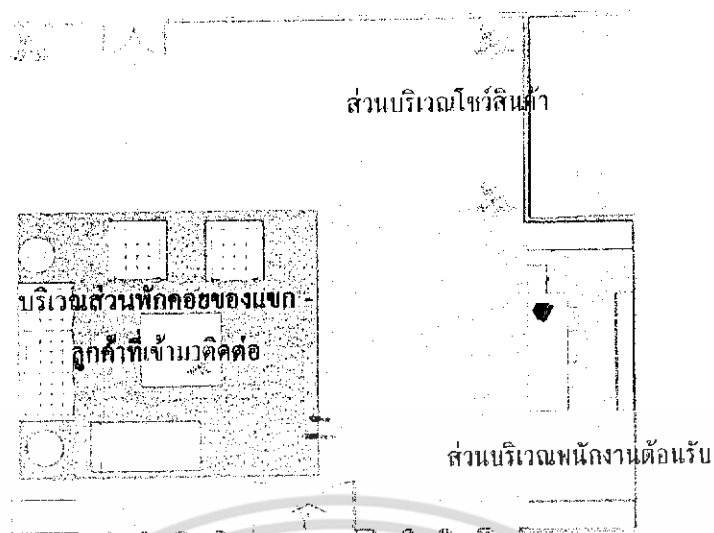 ส่วนบริเวณโชว์สินค้า
บริเวณส่วนพักคอยของแขก -
ลูกค้าที่เข้ามาติดต่อ
ส่วนบริเวณพนักงานต้อนรับ